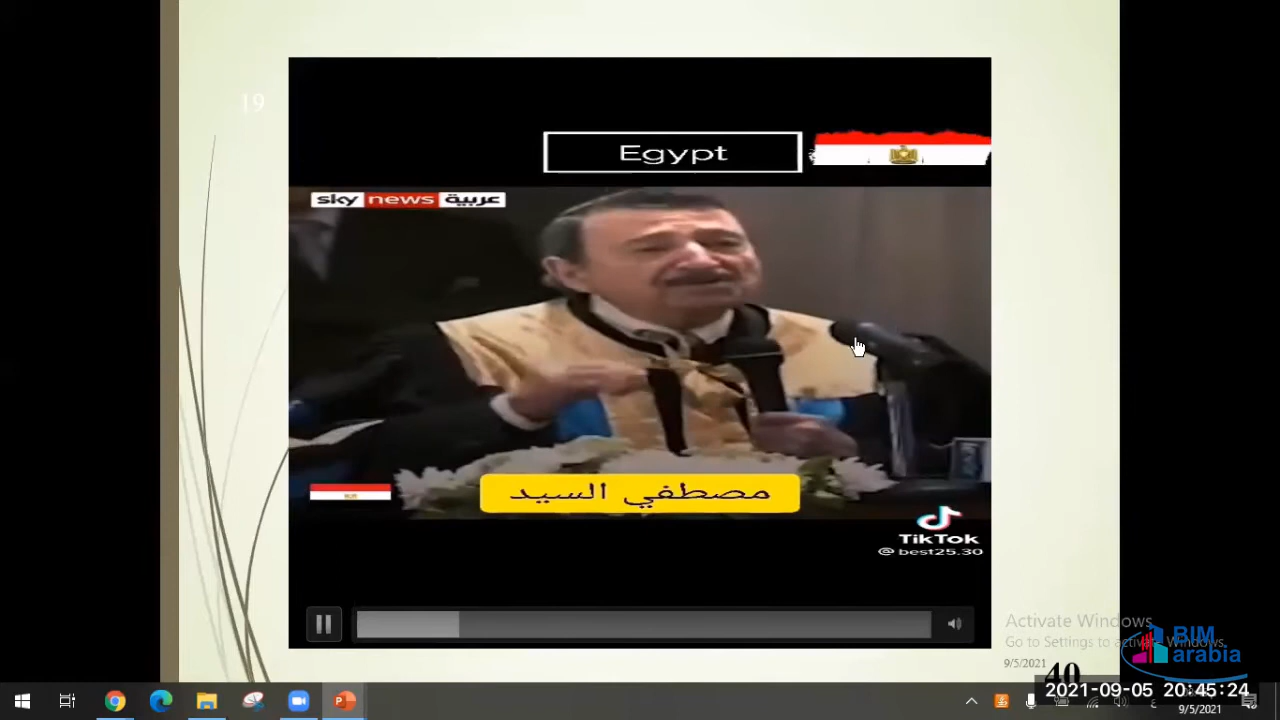 19
Egypt
sky news عربية
مصطفي السيد
TikTok
@best25.30
Activate Windows
Go to Settings to activate Windows.
BIM
arabia
9/5/2021
40
2021-09-05 20:45:24
9/5/2021